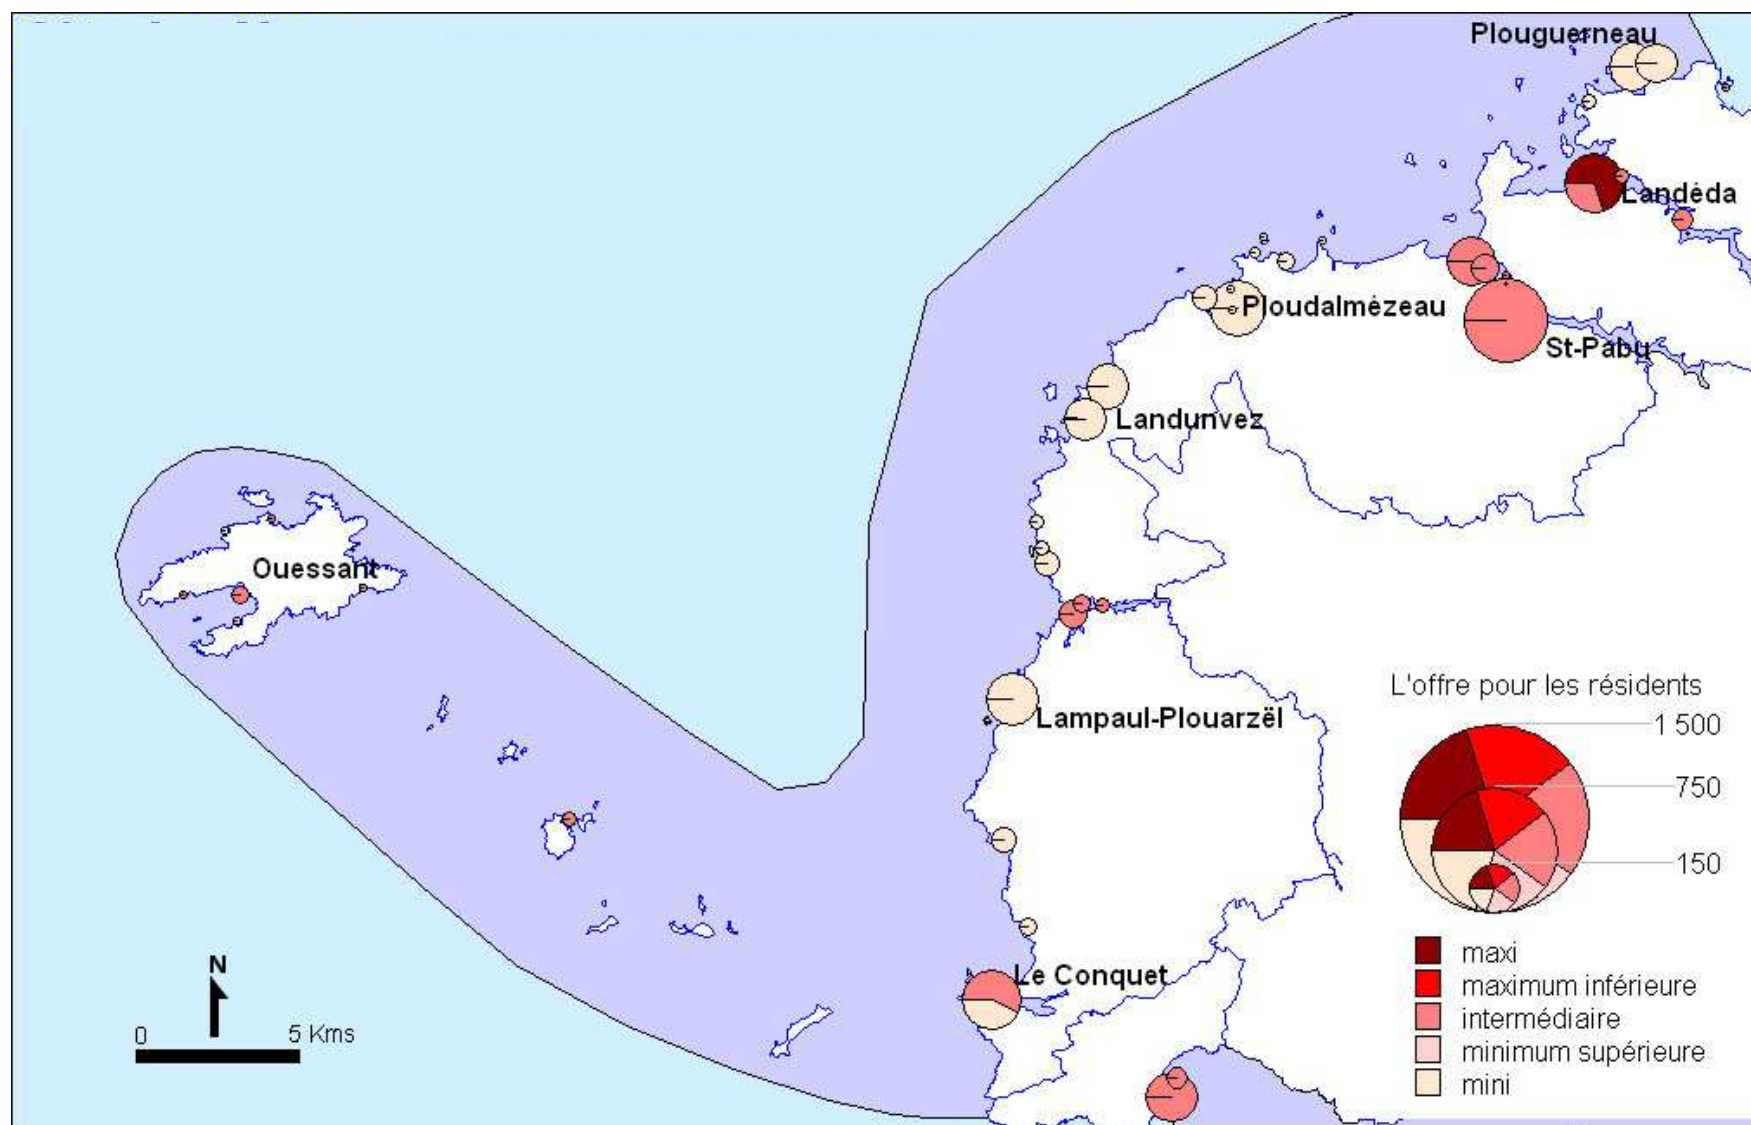 Plouguerneau
Landéda
Ploudalmézeau
St-Pabu
Landunvez
Ouessant
Lampaul-Plouarzël
L'offre pour les résidents
1 500
750
150
maxi
maximum inférieure
intermédiaire
minimum supérieure
mini
Le Conquet
N
0 5 Kms